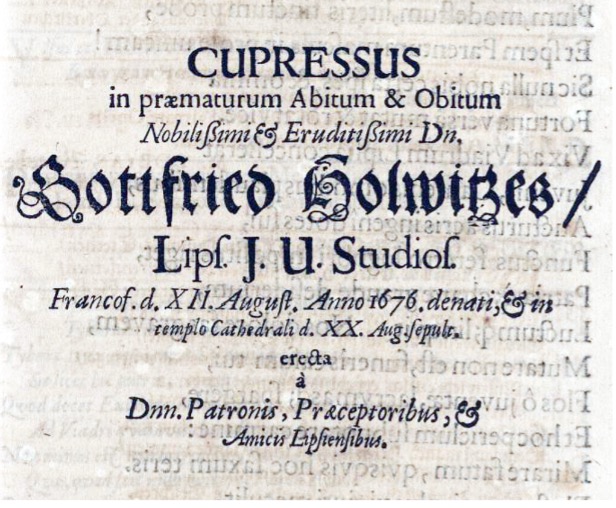 CUPRESSUS
in præmaturum Abitum & Obitum
Nobilißimi & Eruditißimi Dn.
Gottfried Holwitzes /
Lipſ. J. U. Studioſ.
Francof. d. XII. Auguſt. Anno 1676. denati, & in
templo Cathedrali d. XX. Aug. ſepult.
erecta
à
Dnn. Patronis, Præceptoribus, &
Amicis Lipſienſibus.